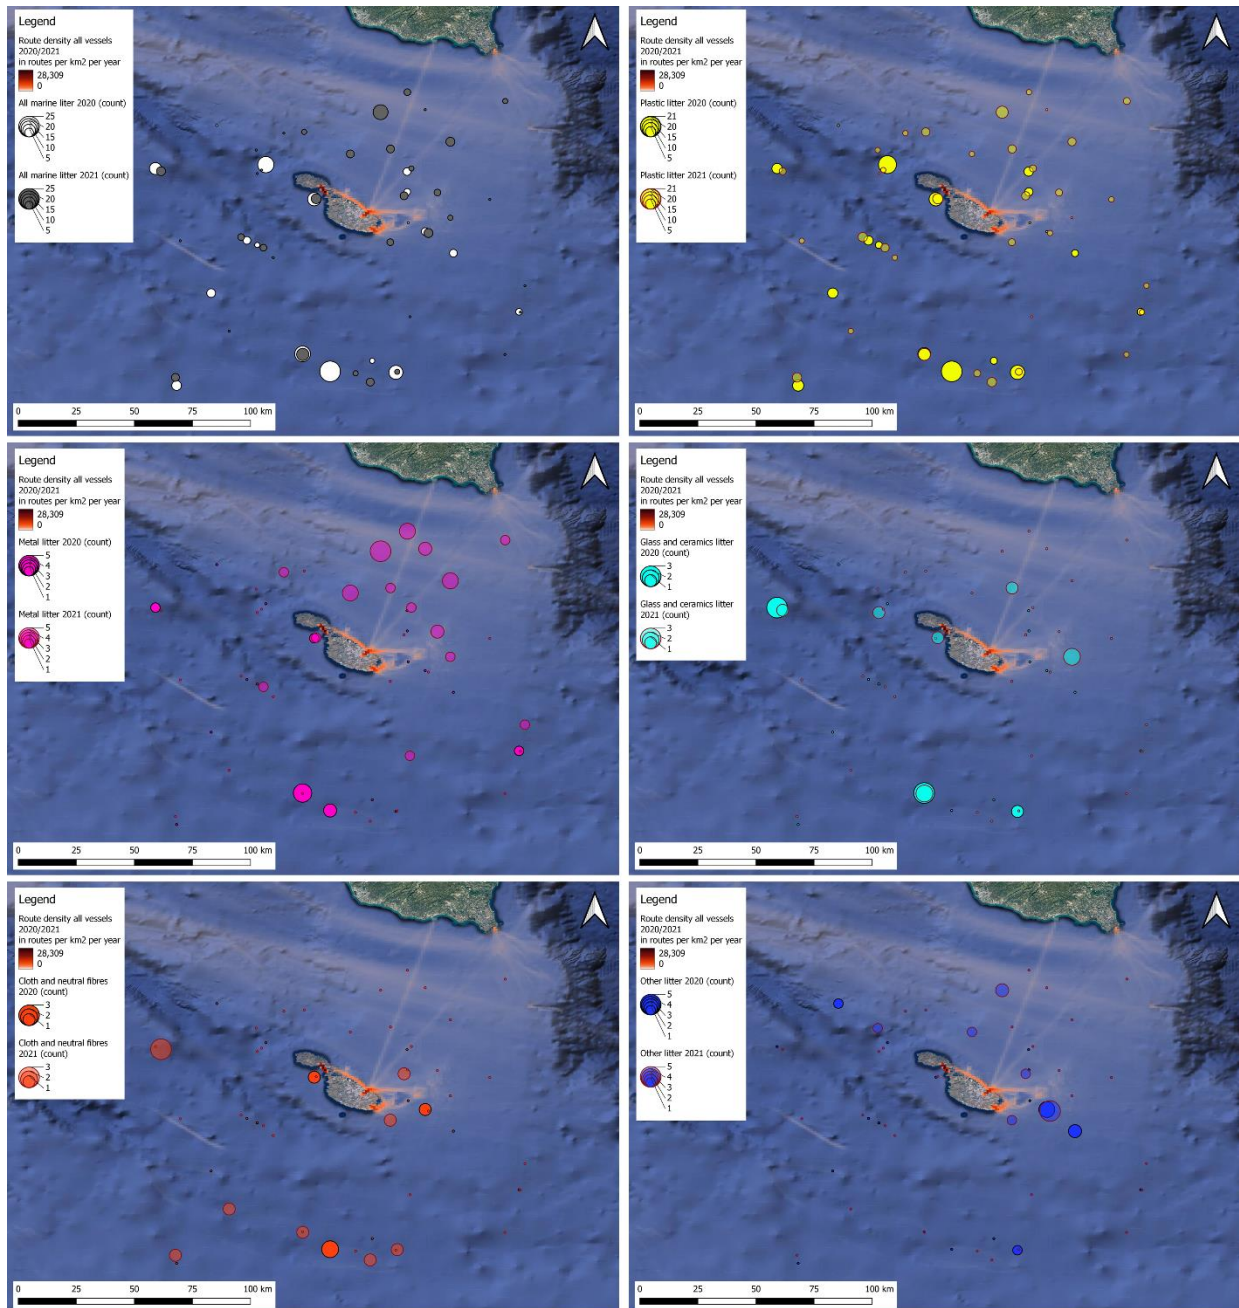 Legend
Route density all vessels
2020/2021
in routes per km2 per year
28,309
0
All marine liter 2020 (count)
25
20
15
10
5
All marine litter 2021 (count)
25
20
15
10
5
0 25 50 75 100 km
Legend
Route density all vessels
2020/2021
in routes per km2 per year
28,309
0
Plastic litter 2020 (count)
21
20
15
10
5
Plastic litter 2021 (count)
21
20
15
10
5
0 25 50 75 100 km
Legend
Route density all vessels
2020/2021
in routes per km2 per year
28,309
0
Metal litter 2020 (count)
5
4
3
2
1
Metal litter 2021 (count)
5
4
3
2
1
0 25 50 75 100 km
Legend
Route density all vessels
2020/2021
in routes per km2 per year
28,309
0
Glass and ceramics litter
2020 (count)
3
2
1
Glass and ceramics litter
2021 (count)
3
2
1
0 25 50 75 100 km
Legend
Route density all vessels
2020/2021
in routes per km2 per year
28,309
0
Cloth and neutral fibres
2020 (count)
3
2
1
Cloth and neutral fibres
2021 (count)
3
2
1
0 25 50 75 100 km
Legend
Route density all vessels
2020/2021
in routes per km2 per year
28,309
0
Other litter 2020 (count)
5
4
3
2
1
Other litter 2021 (count)
5
4
3
2
1
0 25 50 75 100 km